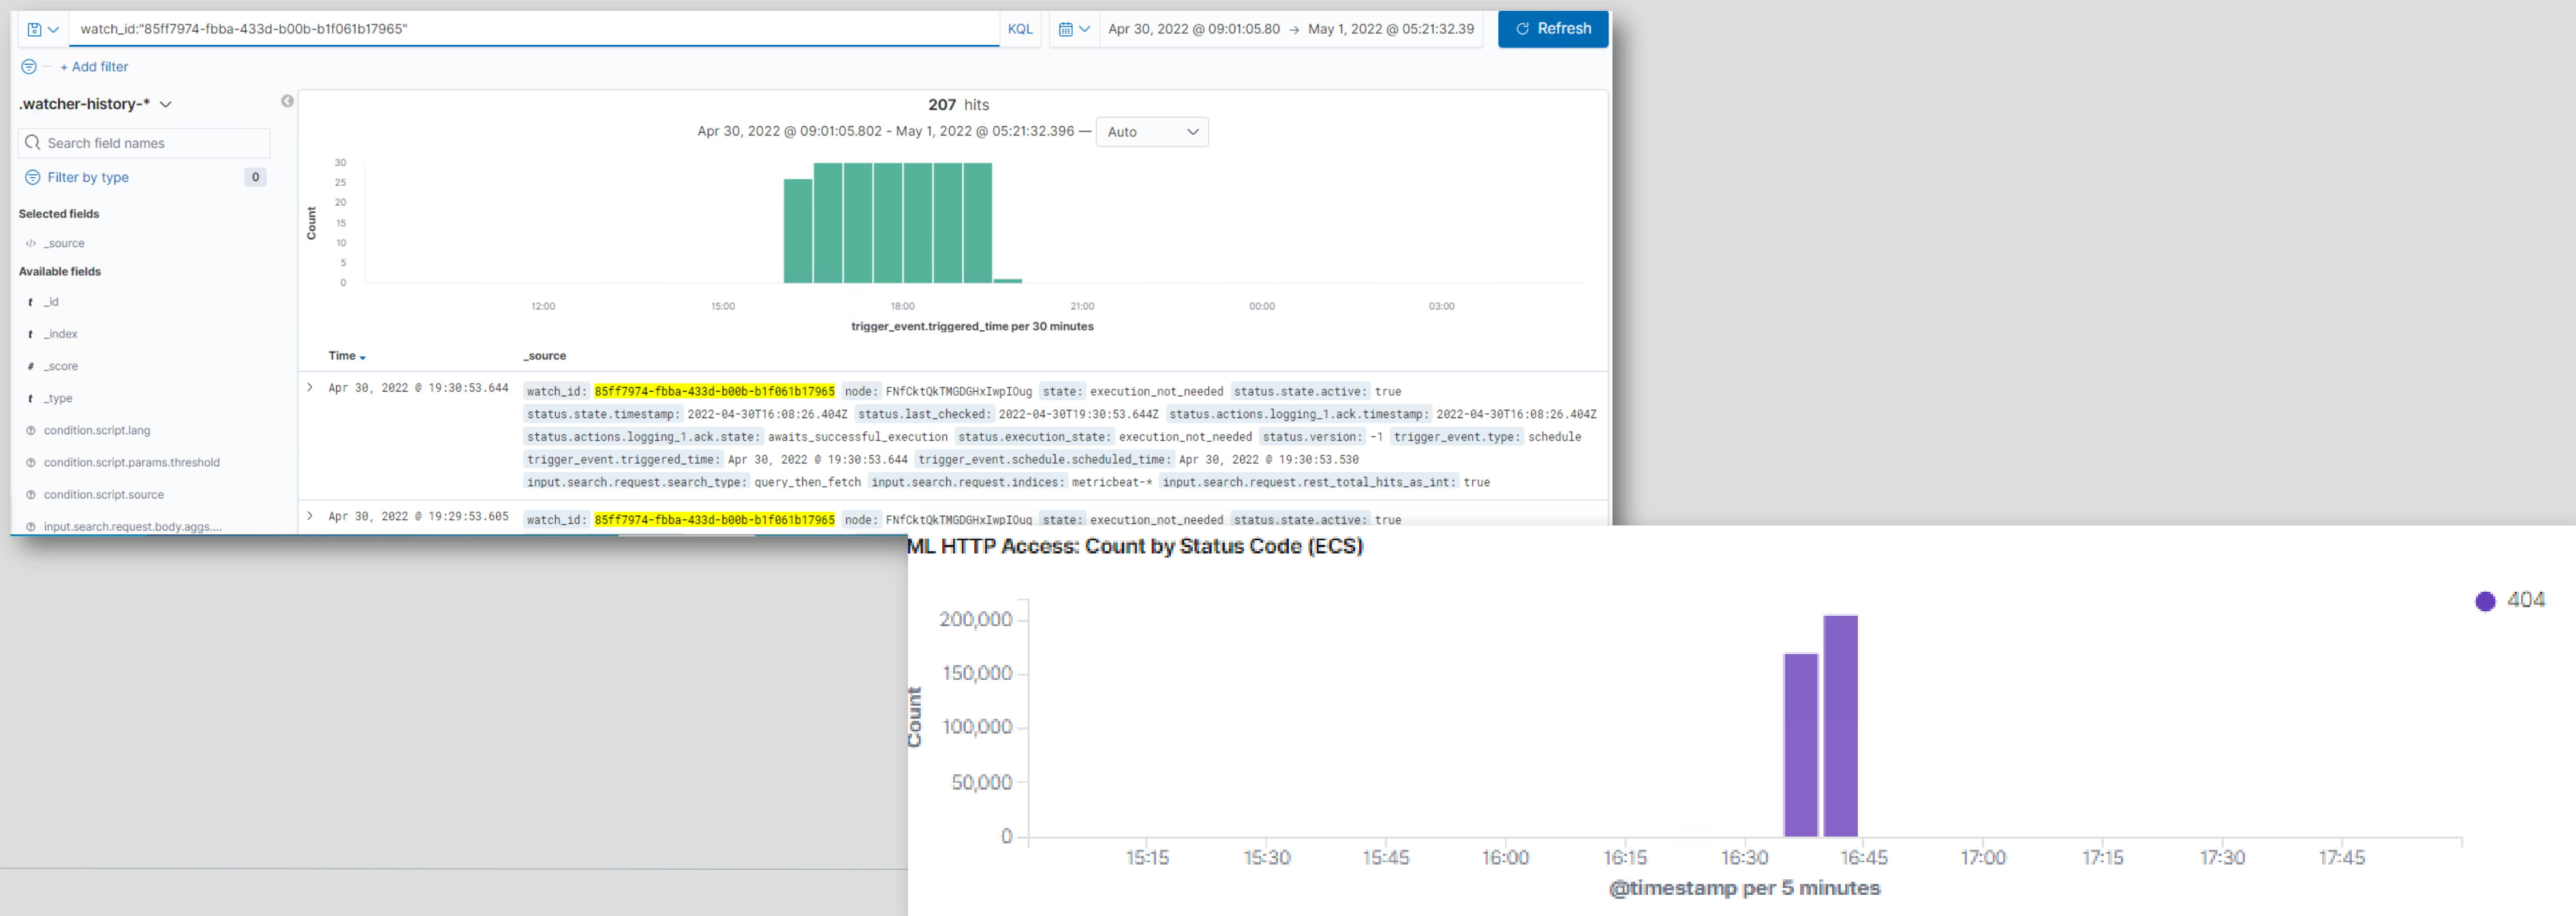 watch_id:"85ff7974-fbba-433d-b00b-b1f061b17965" KQL Apr 30, 2022 @ 09:01:05.80 → May 1, 2022 @ 05:21:32.39 Refresh
+ Add filter
.watcher-history-*
Search field names
Filter by type 0
Selected fields
_source
Available fields
t _id
t _index
# _score
t _type
condition.script.lang
condition.script.params.threshold
condition.script.source
input.search.request.body.aggs....
207 hits
Apr 30, 2022 @ 09:01:05.802 - May 1, 2022 @ 05:21:32.396 — Auto
Count
30
25
20
15
10
5
0
12:00 15:00 18:00 21:00 00:00 03:00
trigger_event.triggered_time per 30 minutes
Time _source
Apr 30, 2022 @ 19:30:53.644 watch_id: 85ff7974-fbba-433d-b00b-b1f061b17965 node: FNfCktQkTMGDGHxIwpIOug state: execution_not_needed status.state.active: true
status.state.timestamp: 2022-04-30T16:08:26.404Z status.last_checked: 2022-04-30T19:30:53.644Z status.actions.logging_1.ack.timestamp: 2022-04-30T16:08:26.404Z
status.actions.logging_1.ack.state: awaits_successful_execution status.execution_state: execution_not_needed status.version: -1 trigger_event.type: schedule
trigger_event.triggered_time: Apr 30, 2022 @ 19:30:53.644 trigger_event.schedule.scheduled_time: Apr 30, 2022 @ 19:30:53.530
input.search.request.search_type: query_then_fetch input.search.request.indices: metricbeat-* input.search.request.rest_total_hits_as_int: true
Apr 30, 2022 @ 19:29:53.605 watch_id: 85ff7974-fbba-433d-b00b-b1f061b17965 node: FNfCktQkTMGDGHxIwpIOug state: execution_not_needed status.state.active: true
ML HTTP Access: Count by Status Code (ECS)
404
Count
200,000
150,000
100,000
50,000
0
15:15 15:30 15:45 16:00 16:15 16:30 16:45 17:00 17:15 17:30 17:45
@timestamp per 5 minutes